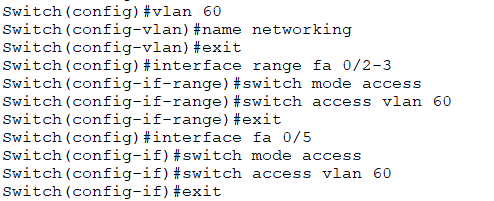 Switch(config)#vlan 60
Switch(config-vlan)#name networking
Switch(config-vlan)#exit
Switch(config)#interface range fa 0/2-3
Switch(config-if-range)#switch mode access
Switch(config-if-range)#switch access vlan 60
Switch(config-if-range)#exit
Switch(config)#interface fa 0/5
Switch(config-if)#switch mode access
Switch(config-if)#switch access vlan 60
Switch(config-if)#exit